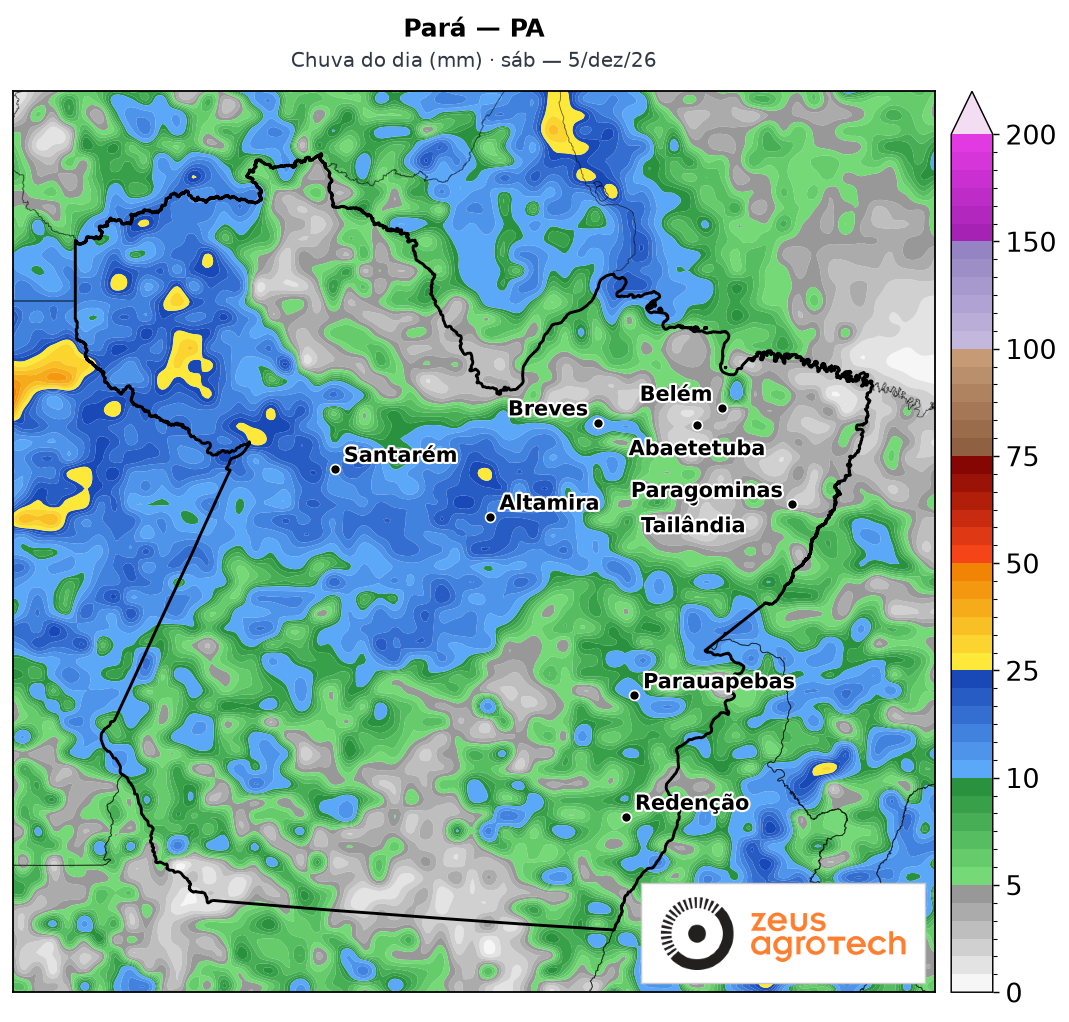 Pará — PA
Chuva do dia (mm) · sáb — 5/dez/26
200
150
100
75
50
25
10
5
0
Belém
Breves
Abaetetuba
Santarém
Paragominas
Altamira
Tailândia
Parauapebas
Redenção
zeus
agrotech